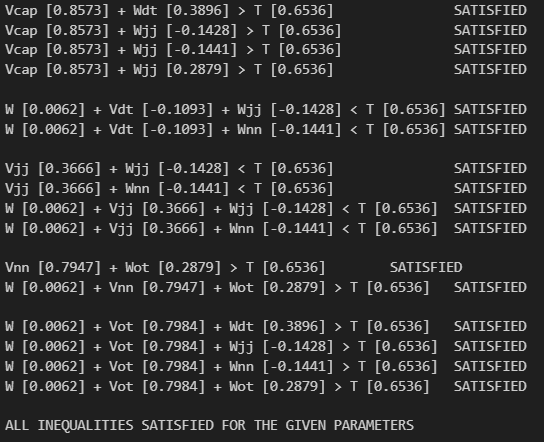 Vcap [0.8573] + Wdt [0.3896] > T [0.6536] SATISFIED
Vcap [0.8573] + Wjj [-0.1428] > T [0.6536] SATISFIED
Vcap [0.8573] + Wjj [-0.1441] > T [0.6536] SATISFIED
Vcap [0.8573] + Wjj [0.2879] > T [0.6536] SATISFIED
W [0.0062] + Vdt [-0.1093] + Wjj [-0.1428] < T [0.6536] SATISFIED
W [0.0062] + Vdt [-0.1093] + Wnn [-0.1441] < T [0.6536] SATISFIED
Vjj [0.3666] + Wjj [-0.1428] < T [0.6536] SATISFIED
Vjj [0.3666] + Wnn [-0.1441] < T [0.6536] SATISFIED
W [0.0062] + Vjj [0.3666] + Wjj [-0.1428] < T [0.6536] SATISFIED
W [0.0062] + Vjj [0.3666] + Wnn [-0.1441] < T [0.6536] SATISFIED
Vnn [0.7947] + Wot [0.2879] > T [0.6536] SATISFIED
W [0.0062] + Vnn [0.7947] + Wot [0.2879] > T [0.6536] SATISFIED
W [0.0062] + Vot [0.7984] + Wdt [0.3896] > T [0.6536] SATISFIED
W [0.0062] + Vot [0.7984] + Wjj [-0.1428] > T [0.6536] SATISFIED
W [0.0062] + Vot [0.7984] + Wnn [-0.1441] > T [0.6536] SATISFIED
W [0.0062] + Vot [0.7984] + Wot [0.2879] > T [0.6536] SATISFIED
ALL INEQUALITIES SATISFIED FOR THE GIVEN PARAMETERS